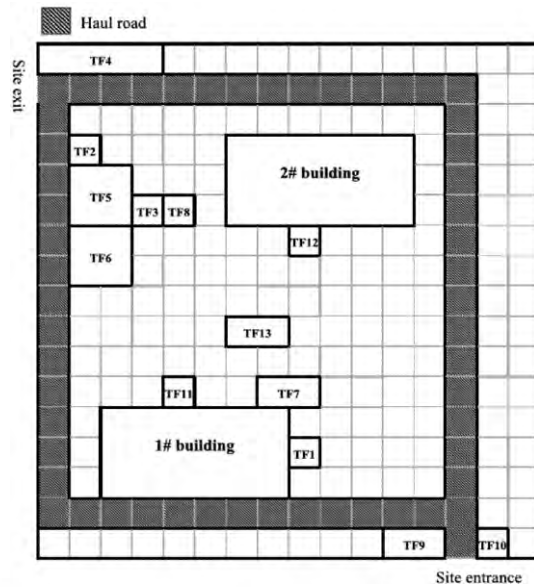 Haul road
TF4
Site exit
TF2
2# building
TF5
TF3
TF8
TF12
TF6
TF13
TF11
TF7
1# building
TF1
TF9
TF10
Site entrance